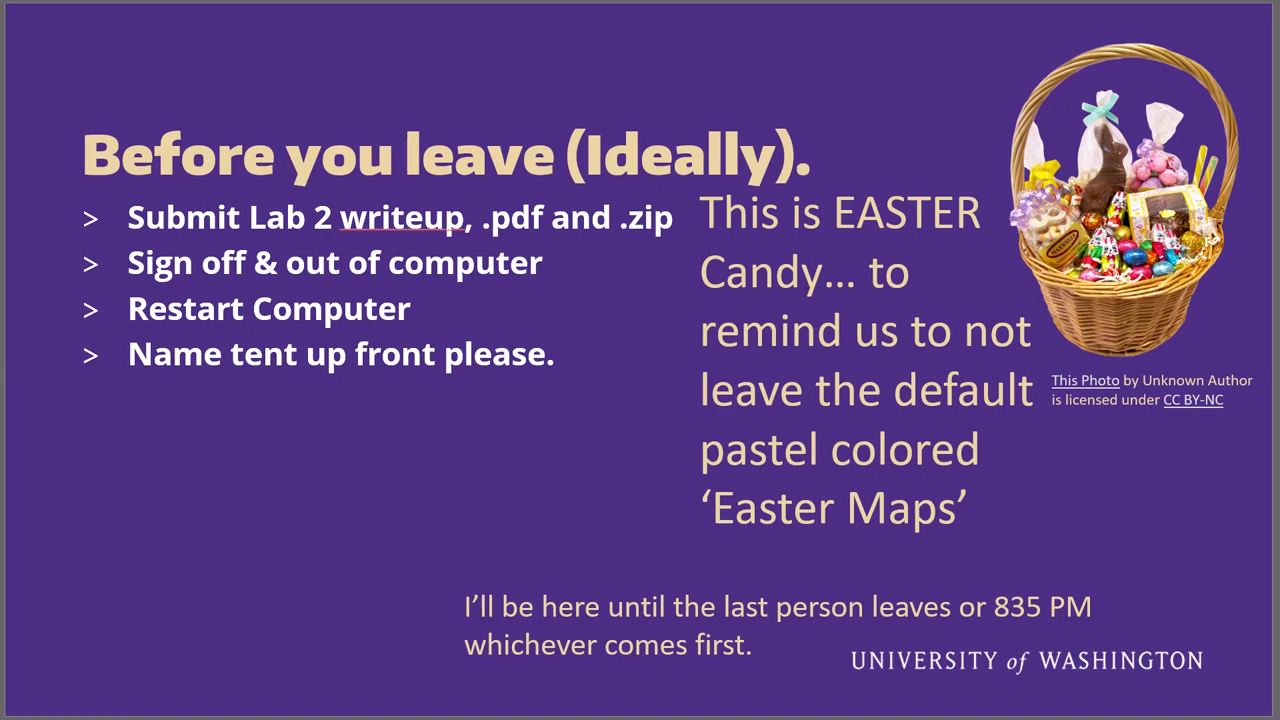 Before you leave (Ideally).
> Submit Lab 2 writeup, .pdf and .zip
> Sign off & out of computer
> Restart Computer
> Name tent up front please.
This is EASTER
Candy… to
remind us to not
leave the default
pastel colored
‘Easter Maps’
This Photo by Unknown Author
is licensed under CC BY-NC
I’ll be here until the last person leaves or 835 PM
whichever comes first.
UNIVERSITY of WASHINGTON